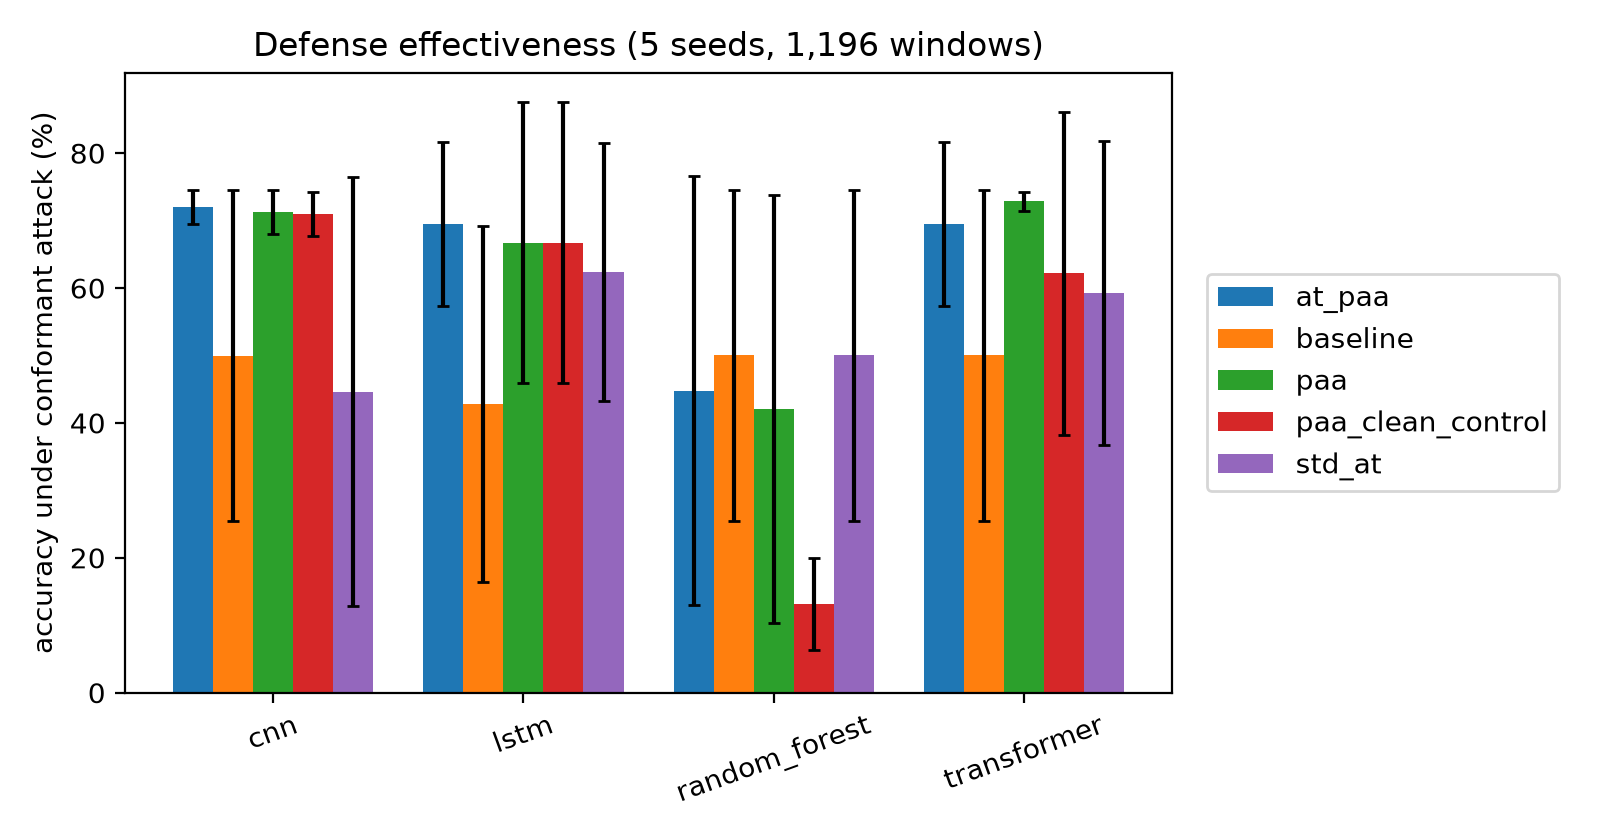 Defense effectiveness (5 seeds, 1,196 windows)
accuracy under conformant attack (%)
80
60
40
20
0
cnn
lstm
random_forest
transformer
at_paa
baseline
paa
paa_clean_control
std_at